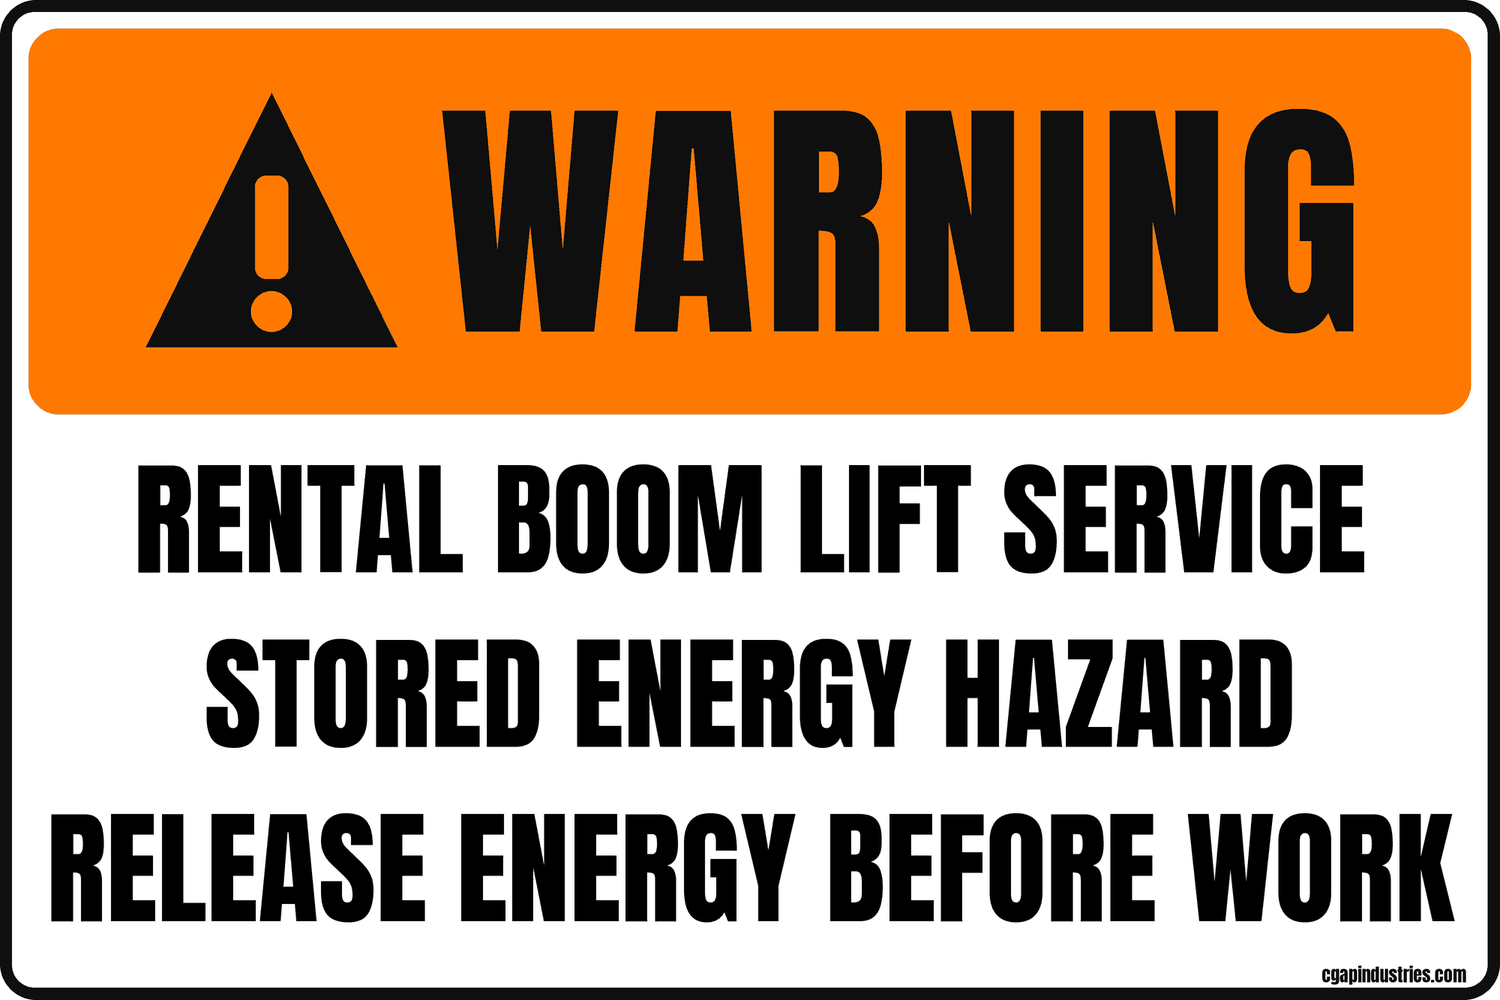 WARNING
RENTAL BOOM LIFT SERVICE
STORED ENERGY HAZARD
RELEASE ENERGY BEFORE WORK
cgapindustries.com